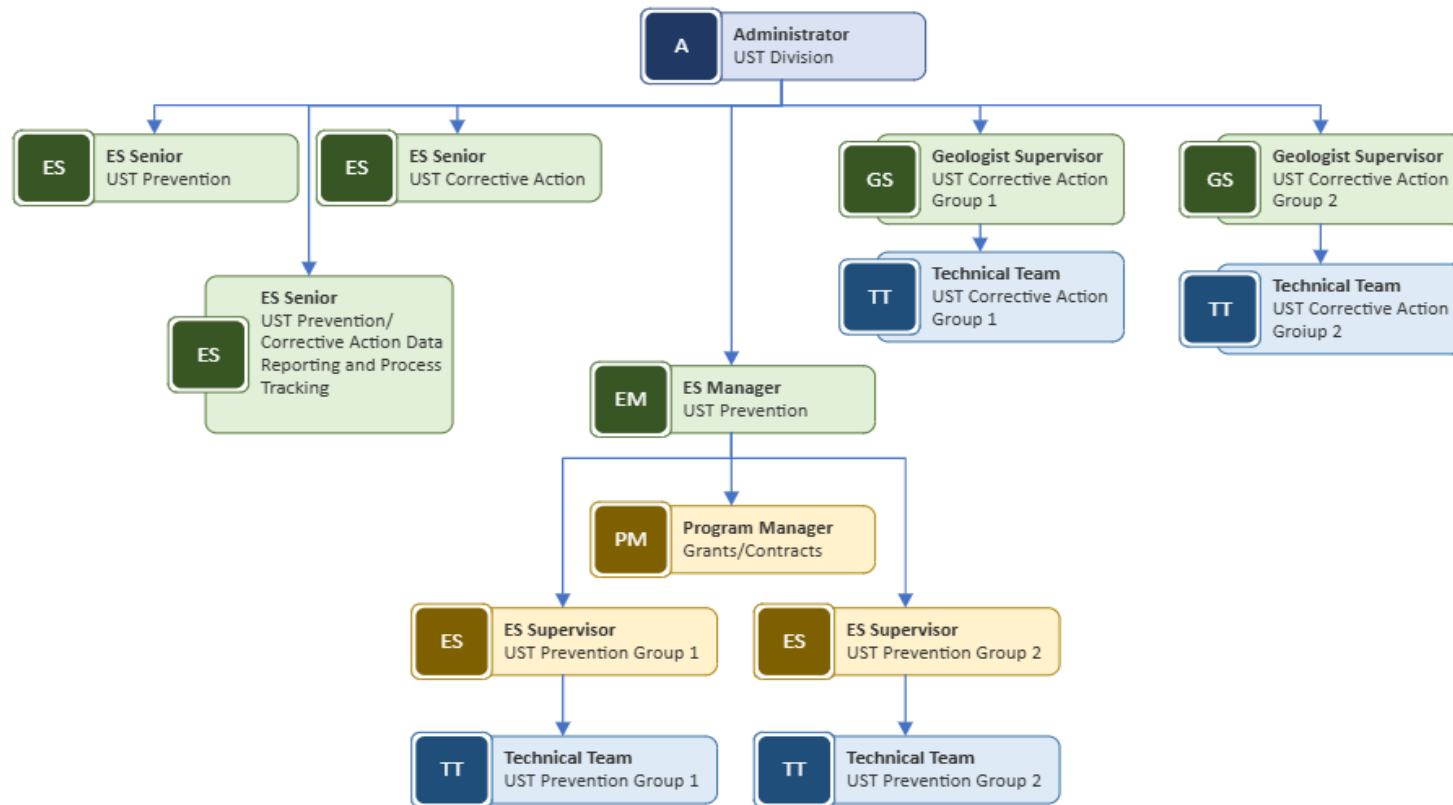 A
Administrator
UST Division
ES
ES Senior
UST Prevention
ES
ES Senior
UST Corrective Action
GS
Geologist Supervisor
UST Corrective Action
Group 1
GS
Geologist Supervisor
UST Corrective Action
Group 2
TT
Technical Team
UST Corrective Action
Group 1
TT
Technical Team
UST Corrective Action
Groiup 2
ES
ES Senior
UST Prevention/
Corrective Action Data
Reporting and Process
Tracking
EM
ES Manager
UST Prevention
PM
Program Manager
Grants/Contracts
ES
ES Supervisor
UST Prevention Group 1
ES
ES Supervisor
UST Prevention Group 2
TT
Technical Team
UST Prevention Group 1
TT
Technical Team
UST Prevention Group 2